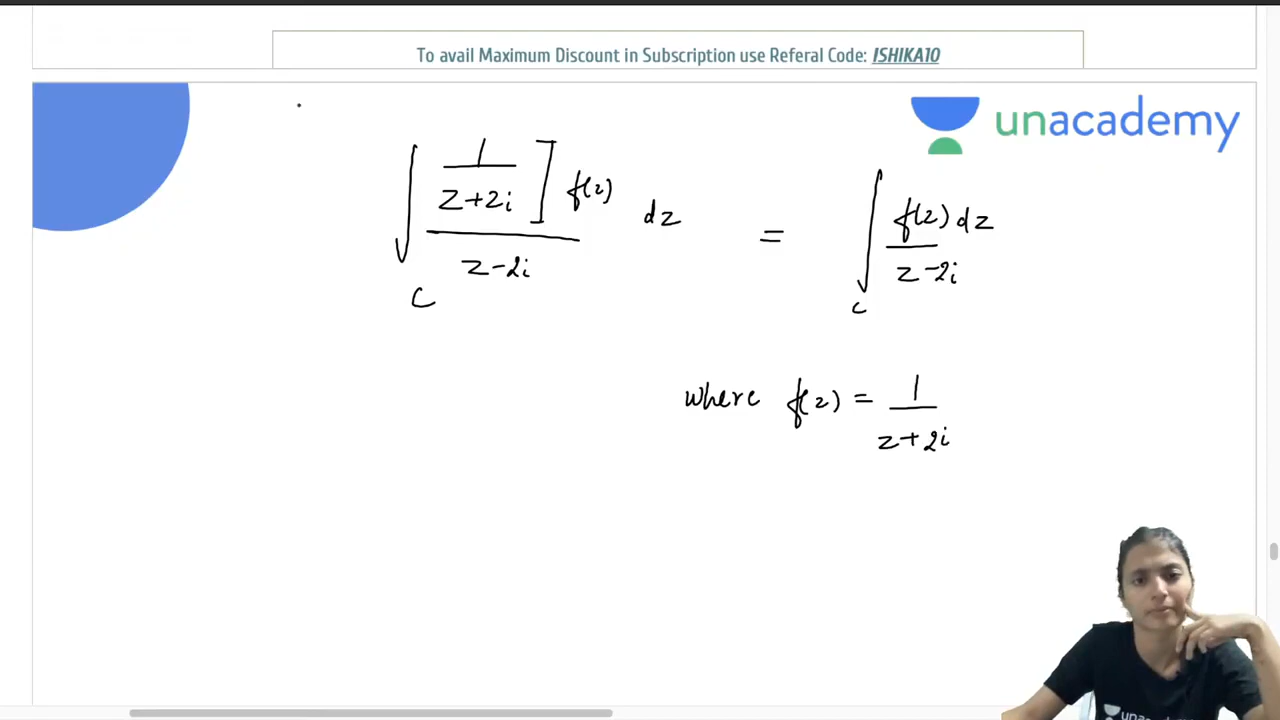 To avail Maximum Discount in Subscription use Referal Code: ISHIKA10
unacademy
∫_C [1/(z+2i)] f(z) / (z-2i) dz = ∫_C f(z) dz / (z-2i)
where f(z) = 1/(z+2i)
unacademy